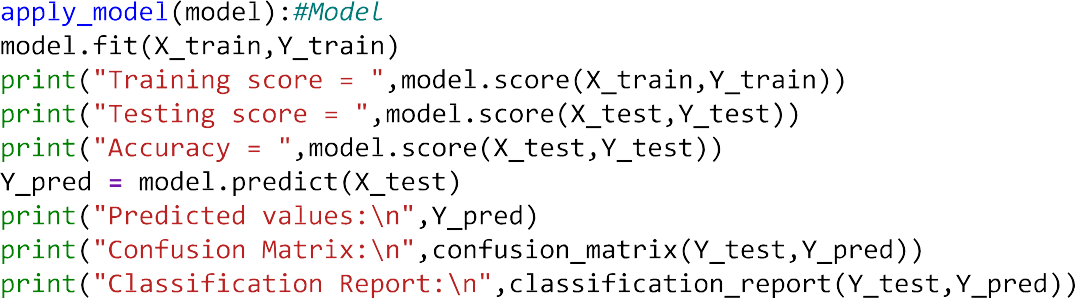 apply_model(model):#Model
model.fit(X_train,Y_train)
print("Training score = ",model.score(X_train,Y_train))
print("Testing score = ",model.score(X_test,Y_test))
print("Accuracy = ",model.score(X_test,Y_test))
Y_pred = model.predict(X_test)
print("Predicted values:\n",Y_pred)
print("Confusion Matrix:\n",confusion_matrix(Y_test,Y_pred))
print("Classification Report:\n",classification_report(Y_test,Y_pred))